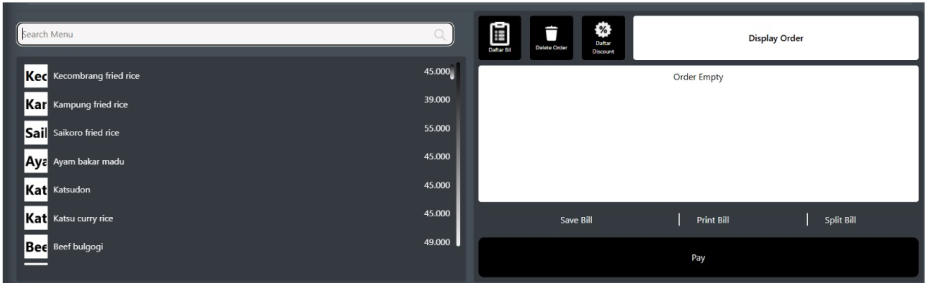 Search Menu
Kec Kecombrang fried rice 45.000
Kar Kampung fried rice 39.000
Sail Saikoro fried rice 55.000
Aya Ayam bakar madu 45.000
Kat Katsudon 45.000
Kat Katsu curry rice 45.000
Bee Beef bulgogi 49.000
Daftar Bil
Delete Order
Daftar
Discount
Display Order
Order Empty
Save Bill
Print Bill
Split Bill
Pay